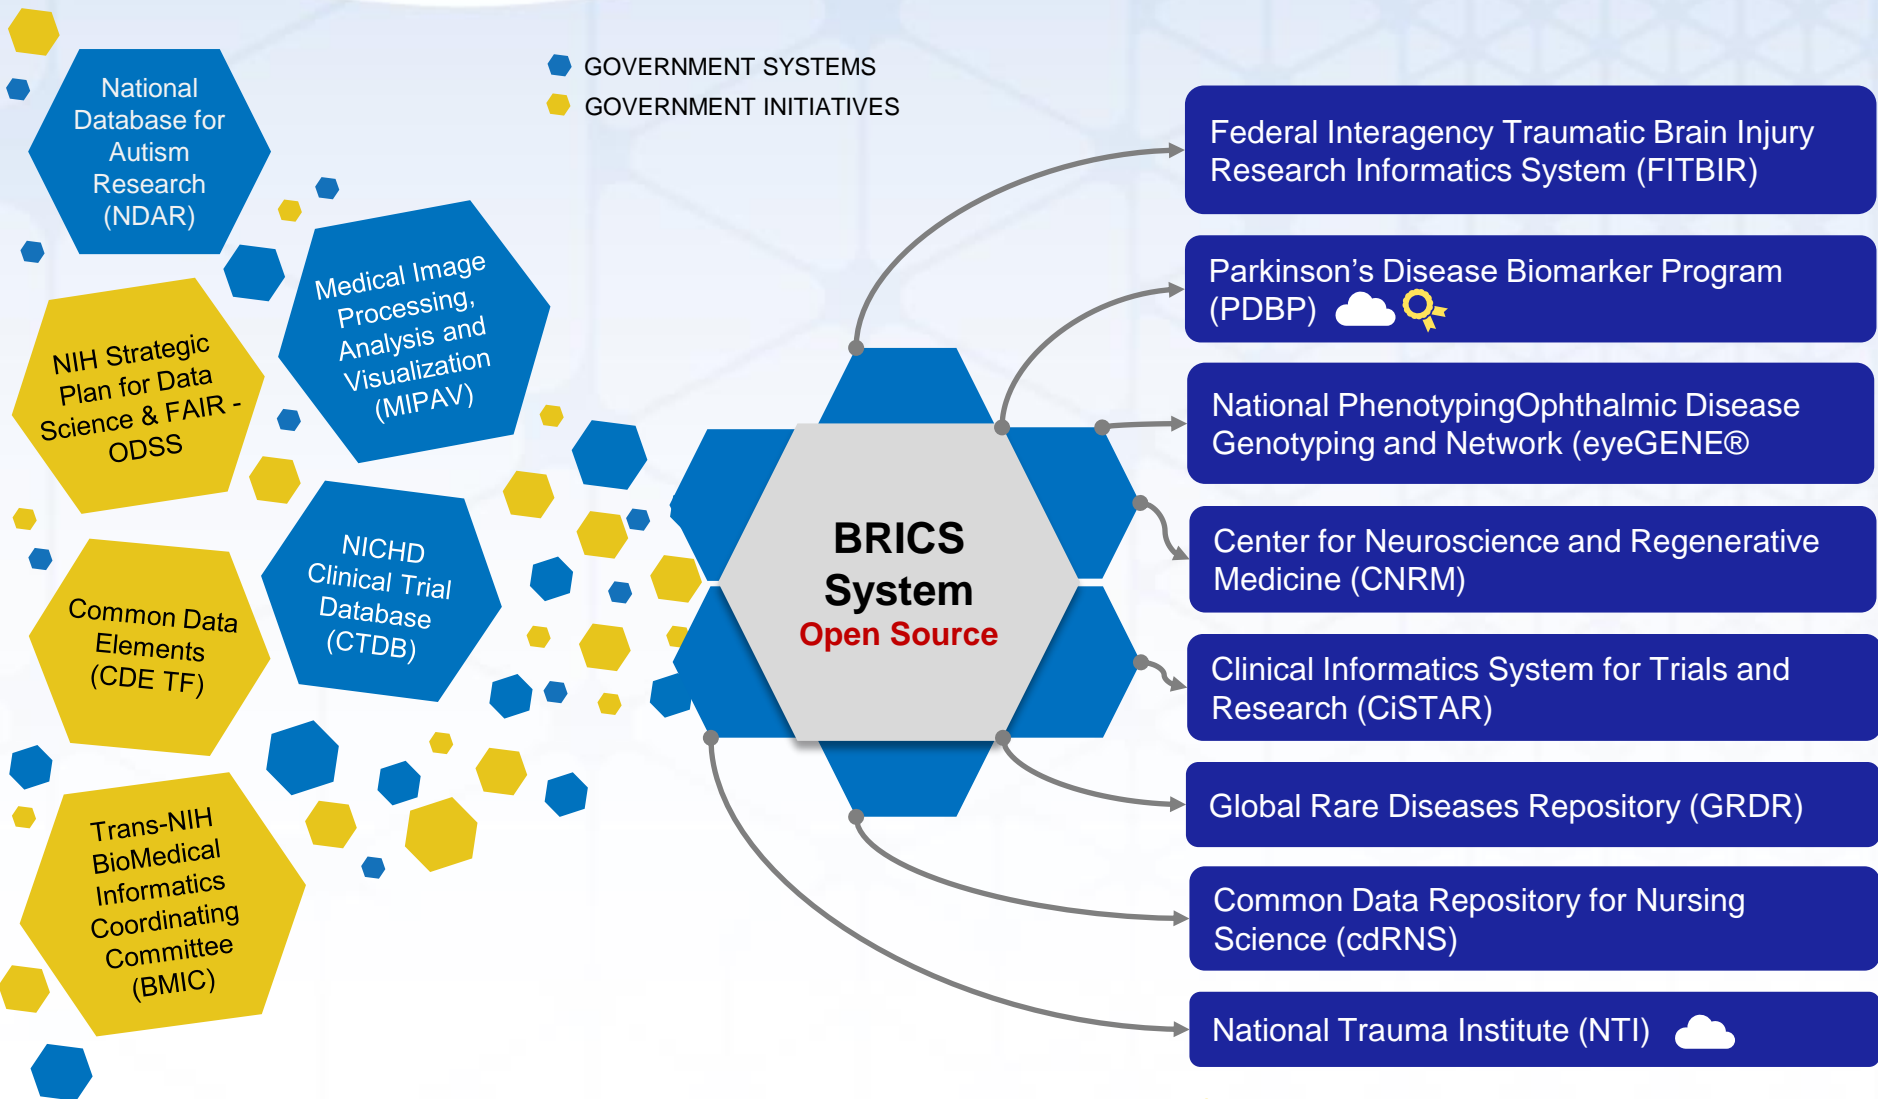 National
Database for
Autism
Research
(NDAR)
GOVERNMENT SYSTEMS
GOVERNMENT INITIATIVES
Medical Image
Processing,
Analysis and
Visualization
(MIPAV)
NIH Strategic
Plan for Data
Science & FAIR -
ODSS
NICHD
Clinical Trial
Database
(CTDB)
Common Data
Elements
(CDE TF)
Trans-NIH
BioMedical
Informatics
Coordinating
Committee
(BMIC)
BRICS
System
Open Source
Federal Interagency Traumatic Brain Injury
Research Informatics System (FITBIR)
Parkinson’s Disease Biomarker Program
(PDBP)
National PhenotypingOphthalmic Disease
Genotyping and Network (eyeGENE®
Center for Neuroscience and Regenerative
Medicine (CNRM)
Clinical Informatics System for Trials and
Research (CiSTAR)
Global Rare Diseases Repository (GRDR)
Common Data Repository for Nursing
Science (cdRNS)
National Trauma Institute (NTI)